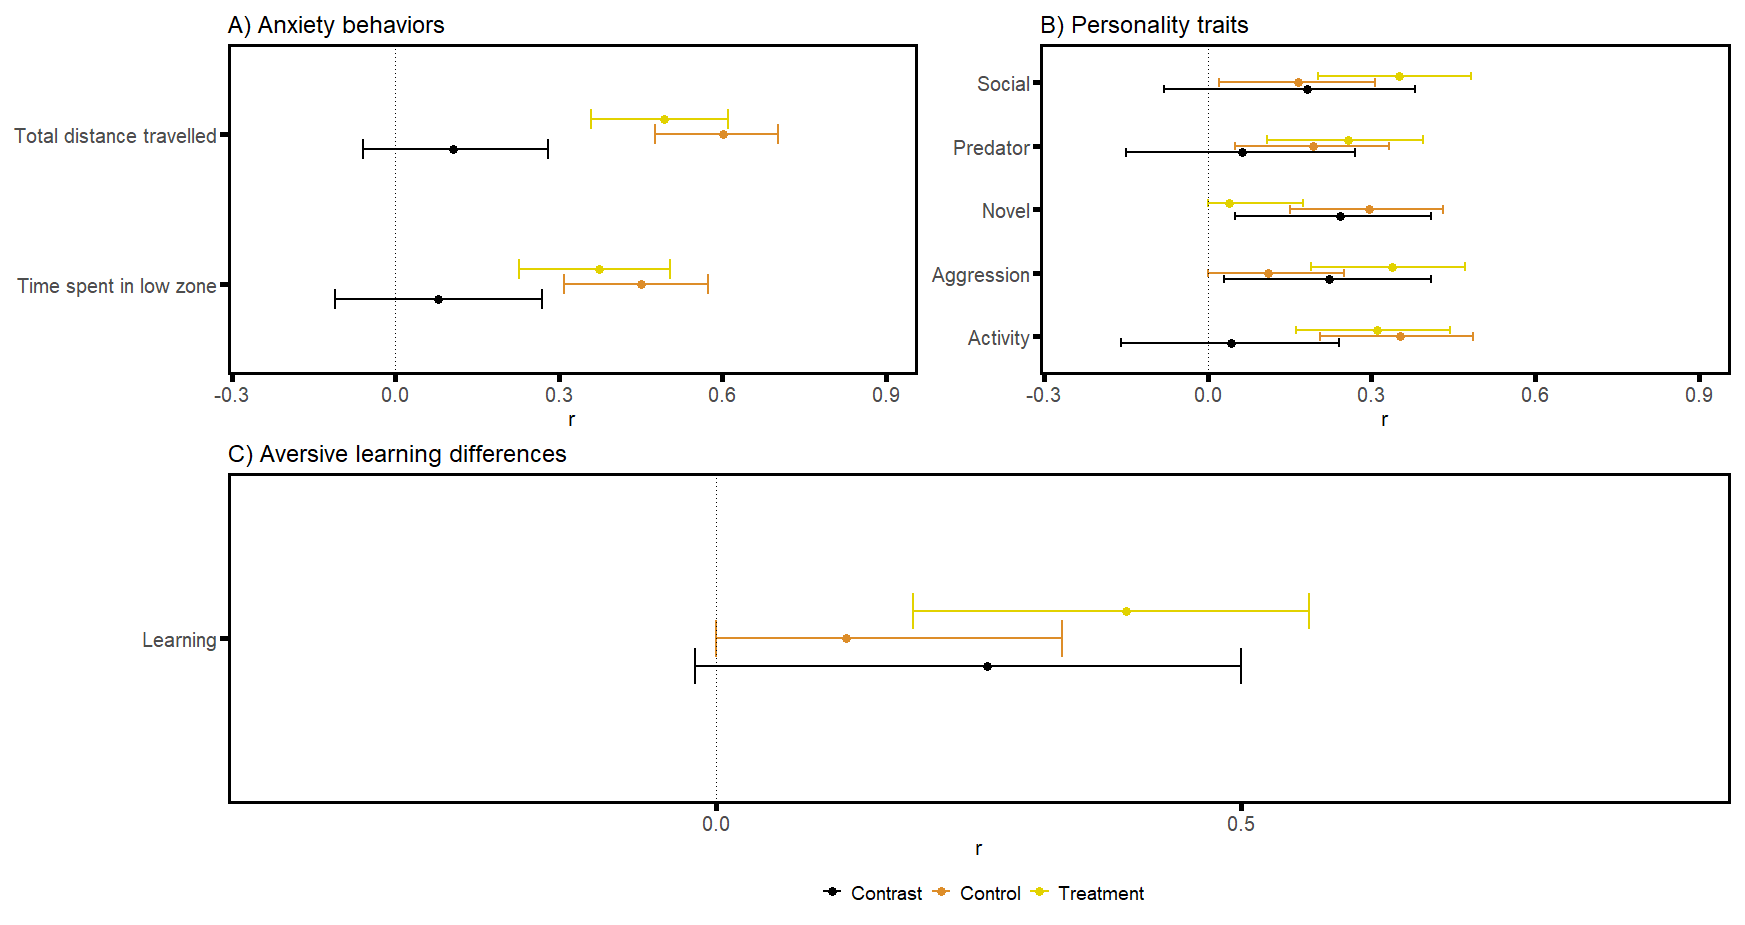 A) Anxiety behaviors
Total distance travelled
Time spent in low zone
-0.3 0.0 0.3 0.6 0.9
r
B) Personality traits
Social
Predator
Novel
Aggression
Activity
-0.3 0.0 0.3 0.6 0.9
r
C) Aversive learning differences
Learning
0.0 0.5
r
Contrast Control Treatment